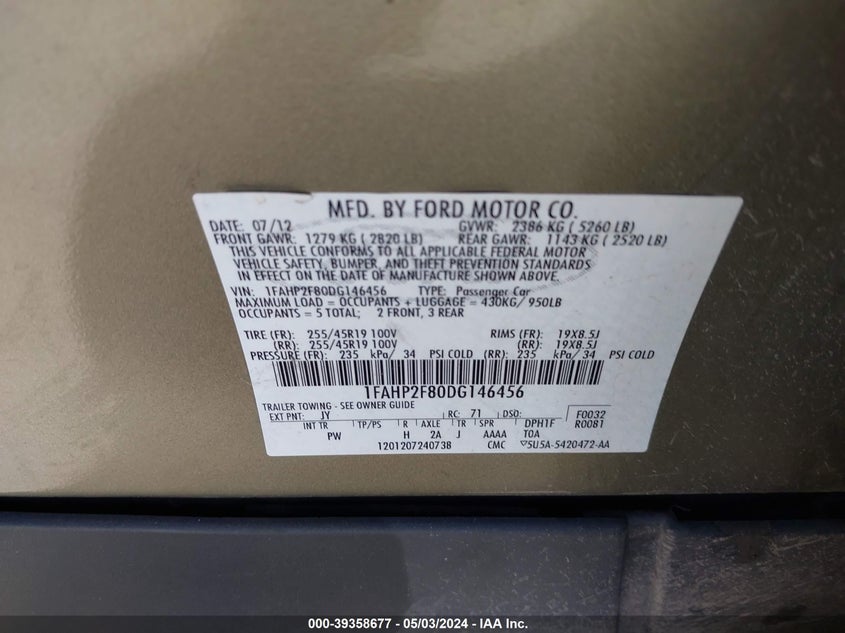 MFD. BY FORD MOTOR CO.
DATE: 07/12 GVWR: 2386 KG ( 5260 LB)
FRONT GAWR: 1279 KG ( 2820 LB) REAR GAWR: 1143 KG ( 2520 LB)
THIS VEHICLE CONFORMS TO ALL APPLICABLE FEDERAL MOTOR
VEHICLE SAFETY, BUMPER, AND THEFT PREVENTION STANDARDS
IN EFFECT ON THE DATE OF MANUFACTURE SHOWN ABOVE.
VIN: 1FAHP2F80DG146456 TYPE: Passenger Car
MAXIMUM LOAD = OCCUPANTS + LUGGAGE = 430KG/ 950LB
OCCUPANTS = 5 TOTAL; 2 FRONT, 3 REAR
TIRE (FR): 255/45R19 100V RIMS (FR): 19X8.5J
(RR): 255/45R19 100V (RR): 19X8.5J
PRESSURE (FR): 235 kPa/ 34 PSI COLD (RR): 235 kPa/ 34 PSI COLD
1FAHP2F80DG146456
TRAILER TOWING - SEE OWNER GUIDE
EXT PNT: JY RC: 71 DSO: F0032
INT TR TP/PS R AXLE TR SPR DPH1F R0081
PW H 2A J AAAA TOA
1201207240738 CMC 5U5A-5420472-AA
000-39358677 - 05/03/2024 - IAA Inc.